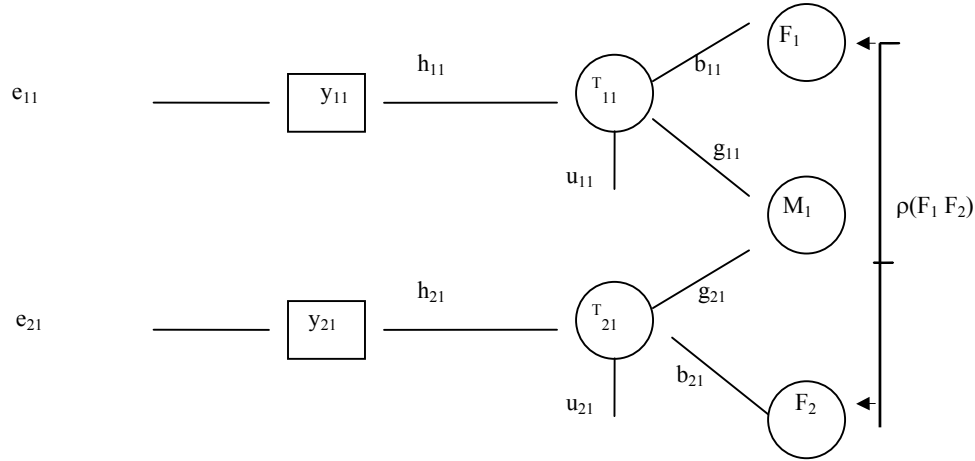 F₁
h₁₁
b₁₁
e₁₁
y₁₁
T₁₁
g₁₁
u₁₁
M₁
ρ(F₁ F₂)
h₂₁
g₂₁
e₂₁
y₂₁
T₂₁
b₂₁
u₂₁
F₂